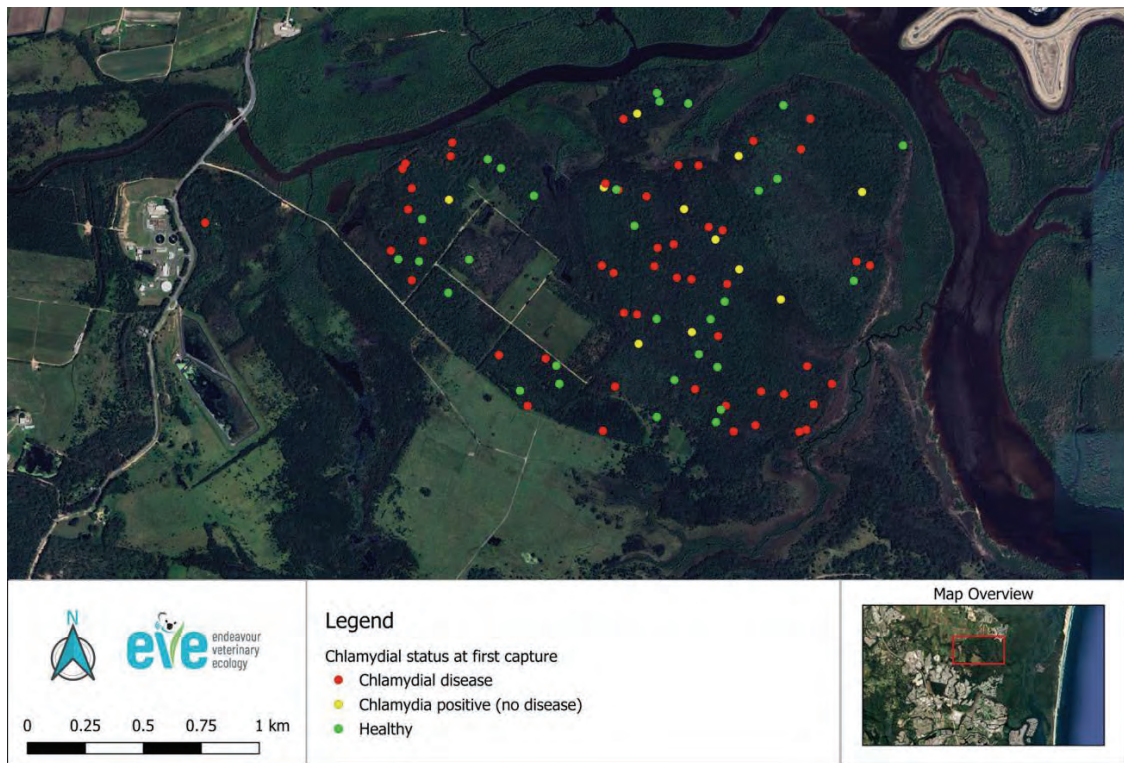 N
eve
endeavour
veterinary
ecology
0 0.25 0.5 0.75 1 km
Legend
Chlamydial status at first capture
Chlamydial disease
Chlamydia positive (no disease)
Healthy
Map Overview